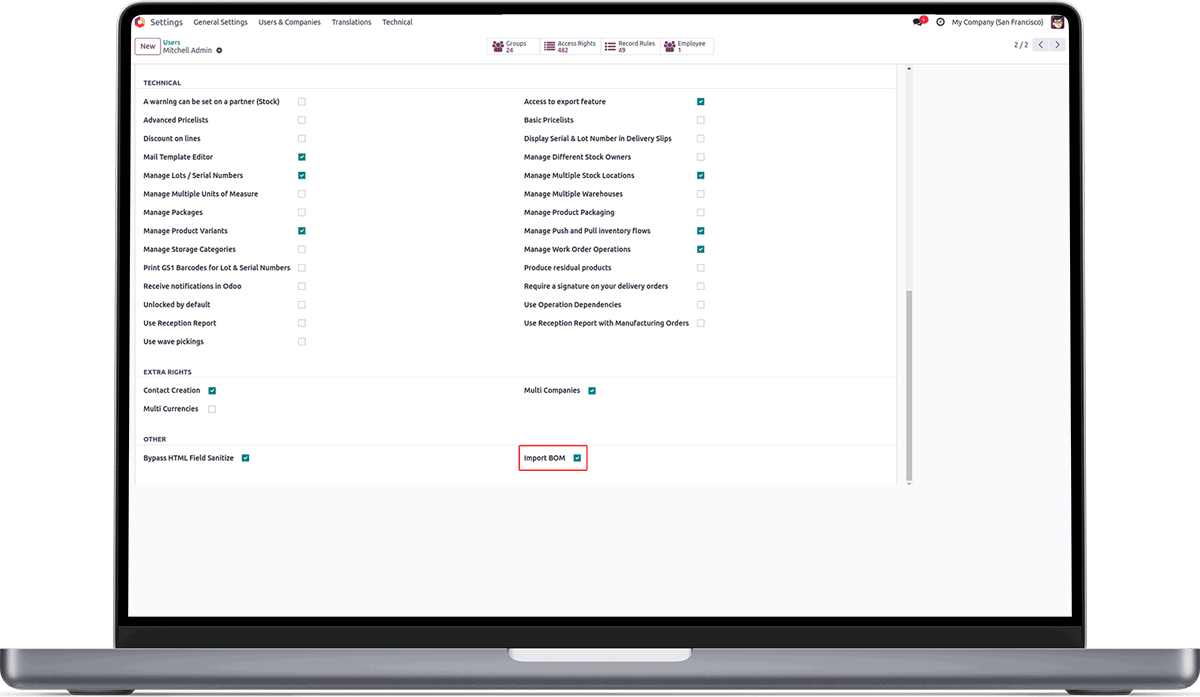 Settings General Settings Users & Companies Translations Technical My Company (San Francisco)
New Users Groups Access Rights Record Rules Employee
Mitchell Admin 24 482 49 1 2 / 2
TECHNICAL
A warning can be set on a partner (Stock) Access to export feature
Advanced Pricelists Basic Pricelists
Discount on lines Display Serial & Lot Number in Delivery Slips
Mail Template Editor Manage Different Stock Owners
Manage Lots / Serial Numbers Manage Multiple Stock Locations
Manage Multiple Units of Measure Manage Multiple Warehouses
Manage Packages Manage Product Packaging
Manage Product Variants Manage Push and Pull inventory flows
Manage Storage Categories Manage Work Order Operations
Print GS1 Barcodes for Lot & Serial Numbers Produce residual products
Receive notifications in Odoo Require a signature on your delivery orders
Unlocked by default Use Operation Dependencies
Use Reception Report Use Reception Report with Manufacturing Orders
Use wave pickings
EXTRA RIGHTS
Contact Creation Multi Companies
Multi Currencies
OTHER
Bypass HTML Field Sanitize Import BOM